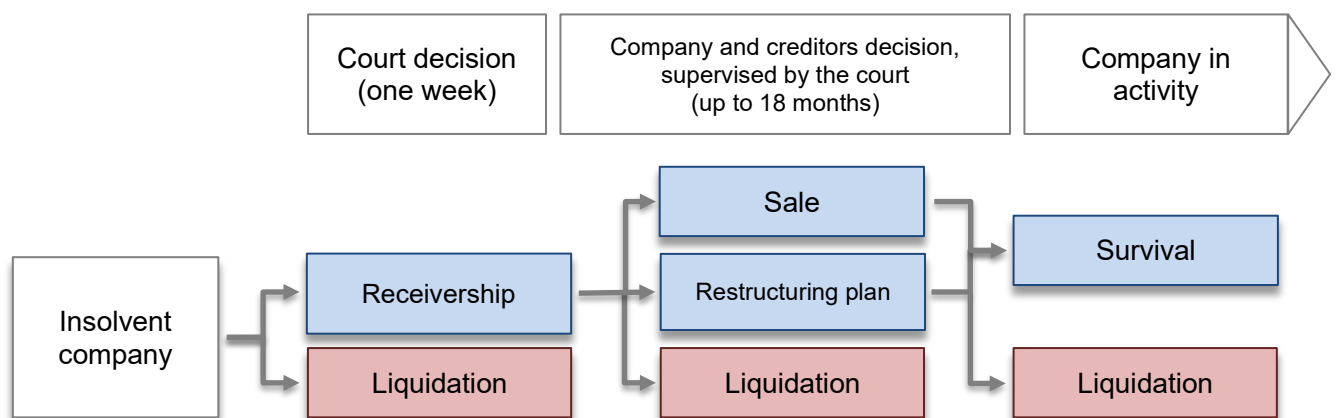 Court decision
(one week)
Company and creditors decision,
supervised by the court
(up to 18 months)
Company in
activity
Sale
Survival
Receivership
Restructuring plan
Insolvent
company
Liquidation
Liquidation
Liquidation